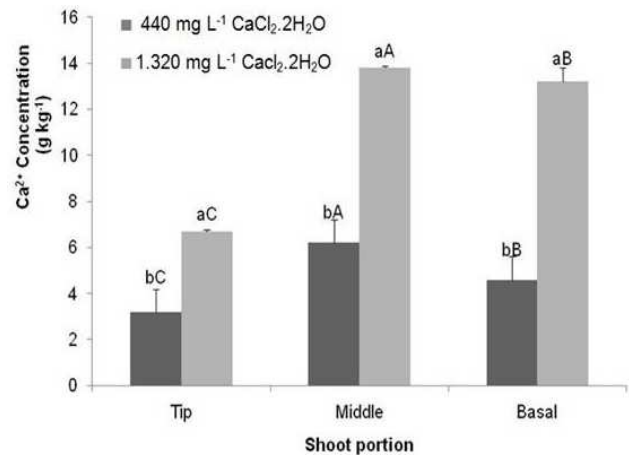 440 mg L⁻¹ CaCl₂.2H₂O
1.320 mg L⁻¹ Cacl₂.2H₂O
Ca²⁺ Concentration
(g kg⁻¹)
16
14
12
10
8
6
4
2
0
bC
aC
bA
aA
bB
aB
Tip
Middle
Basal
Shoot portion